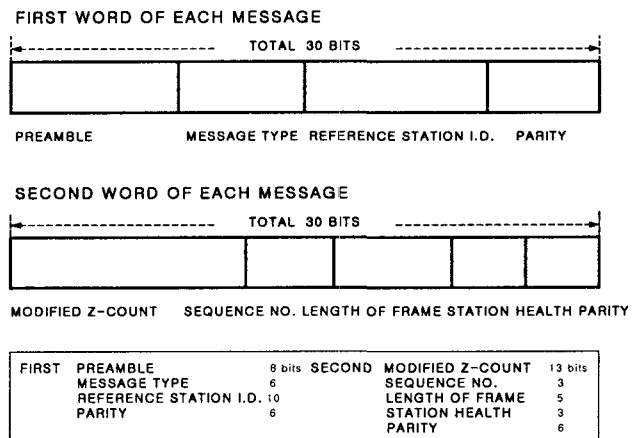 FIRST WORD OF EACH MESSAGE
TOTAL 30 BITS
PREAMBLE MESSAGE TYPE REFERENCE STATION I.D. PARITY
SECOND WORD OF EACH MESSAGE
TOTAL 30 BITS
MODIFIED Z-COUNT SEQUENCE NO. LENGTH OF FRAME STATION HEALTH PARITY
FIRST PREAMBLE 8 bits SECOND MODIFIED Z-COUNT 13 bits
MESSAGE TYPE 6 SEQUENCE NO. 3
REFERENCE STATION I.D. 10 LENGTH OF FRAME 5
PARITY 6 STATION HEALTH 3
PARITY 6